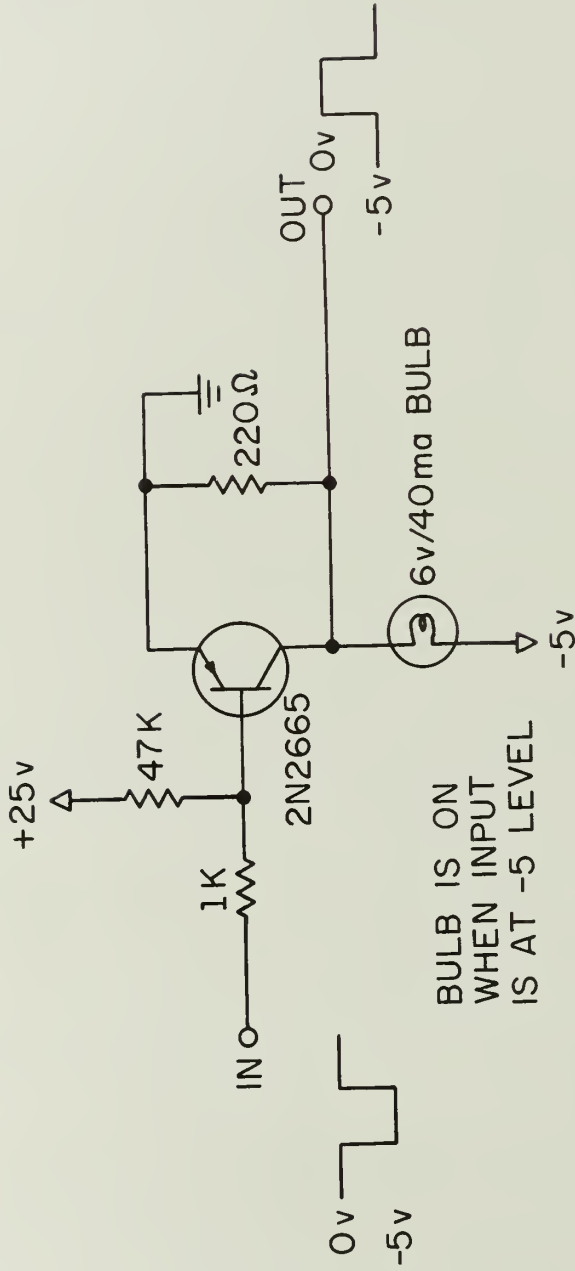 +25v
47K
1K
IN
0v
-5v
2N2665
220Ω
OUT
0v
-5v
6v/40ma BULB
-5v
BULB IS ON
WHEN INPUT
IS AT -5 LEVEL